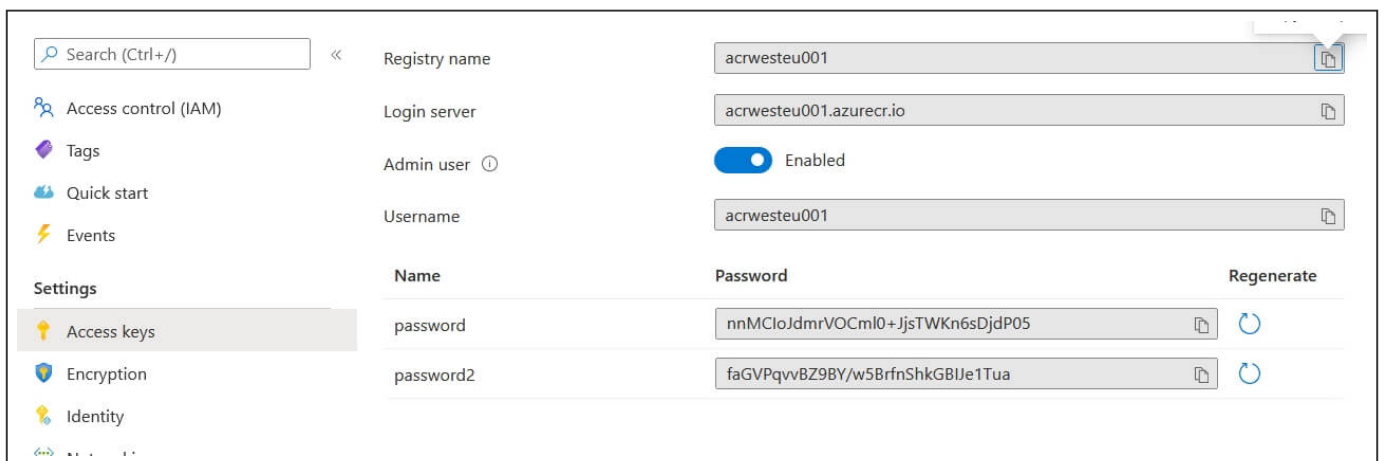 Search (Ctrl+/)
«
Access control (IAM)
Tags
Quick start
Events
Settings
Access keys
Encryption
Identity
Registry name
acrwesteu001
Login server
acrwesteu001.azurecr.io
Admin user
Enabled
Username
acrwesteu001
Name Password Regenerate
password nnMCIoJdmrVOCml0+JjsTWKn6sDjdP05
password2 faGVPqvvBZ9BY/w5BrfnShkGBIJe1Tua